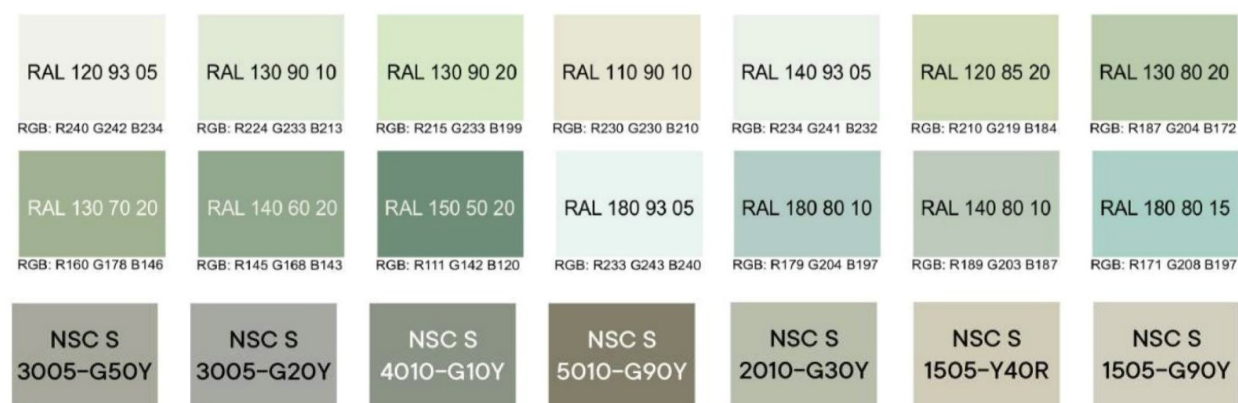 RAL 120 93 05
RAL 130 90 10
RAL 130 90 20
RAL 110 90 10
RAL 140 93 05
RAL 120 85 20
RAL 130 80 20
RGB: R240 G242 B234
RGB: R224 G233 B213
RGB: R215 G233 B199
RGB: R230 G230 B210
RGB: R234 G241 B232
RGB: R210 G219 B184
RGB: R187 G204 B172
RAL 130 70 20
RAL 140 60 20
RAL 150 50 20
RAL 180 93 05
RAL 180 80 10
RAL 140 80 10
RAL 180 80 15
RGB: R160 G178 B146
RGB: R145 G168 B143
RGB: R111 G142 B120
RGB: R233 G243 B240
RGB: R179 G204 B197
RGB: R189 G203 B187
RGB: R171 G208 B197
NSC S
3005-G50Y
NSC S
3005-G20Y
NSC S
4010-G10Y
NSC S
5010-G90Y
NSC S
2010-G30Y
NSC S
1505-Y40R
NSC S
1505-G90Y